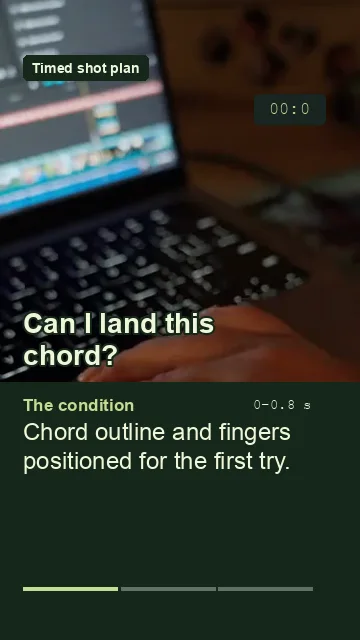 Timed shot plan
00:0
Can I land this
chord?
The condition
0–0.8 s
Chord outline and fingers
positioned for the first try.